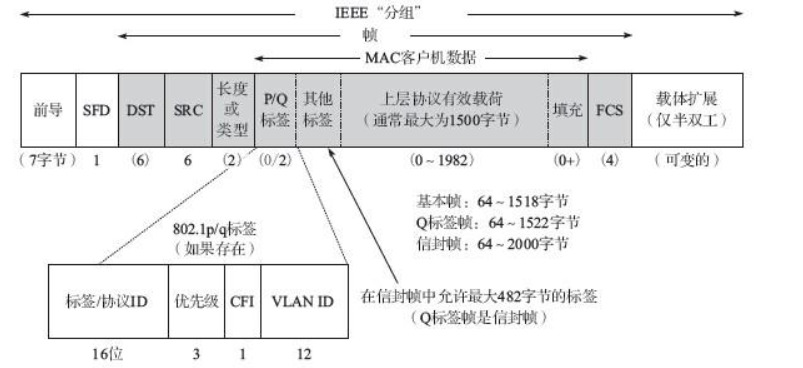 IEEE“分组”
帧
MAC客户机数据
前导
SFD
DST
SRC
长度
或
类型
P/Q
标签
其他
标签
上层协议有效载荷
（通常最大为1500字节）
填充
FCS
载体扩展
（仅半双工）
（7字节）
1
(6)
6
(2)
(0/2)
(0～1982)
(0+)
(4)
（可变的）
基本帧：64～1518字节
Q标签帧：64～1522字节
信封帧：64～2000字节
802.1p/q标签
（如果存在）
标签/协议ID
优先级
CFI
VLAN ID
16位
3
1
12
在信封帧中允许最大482字节的标签
（Q标签帧是信封帧）